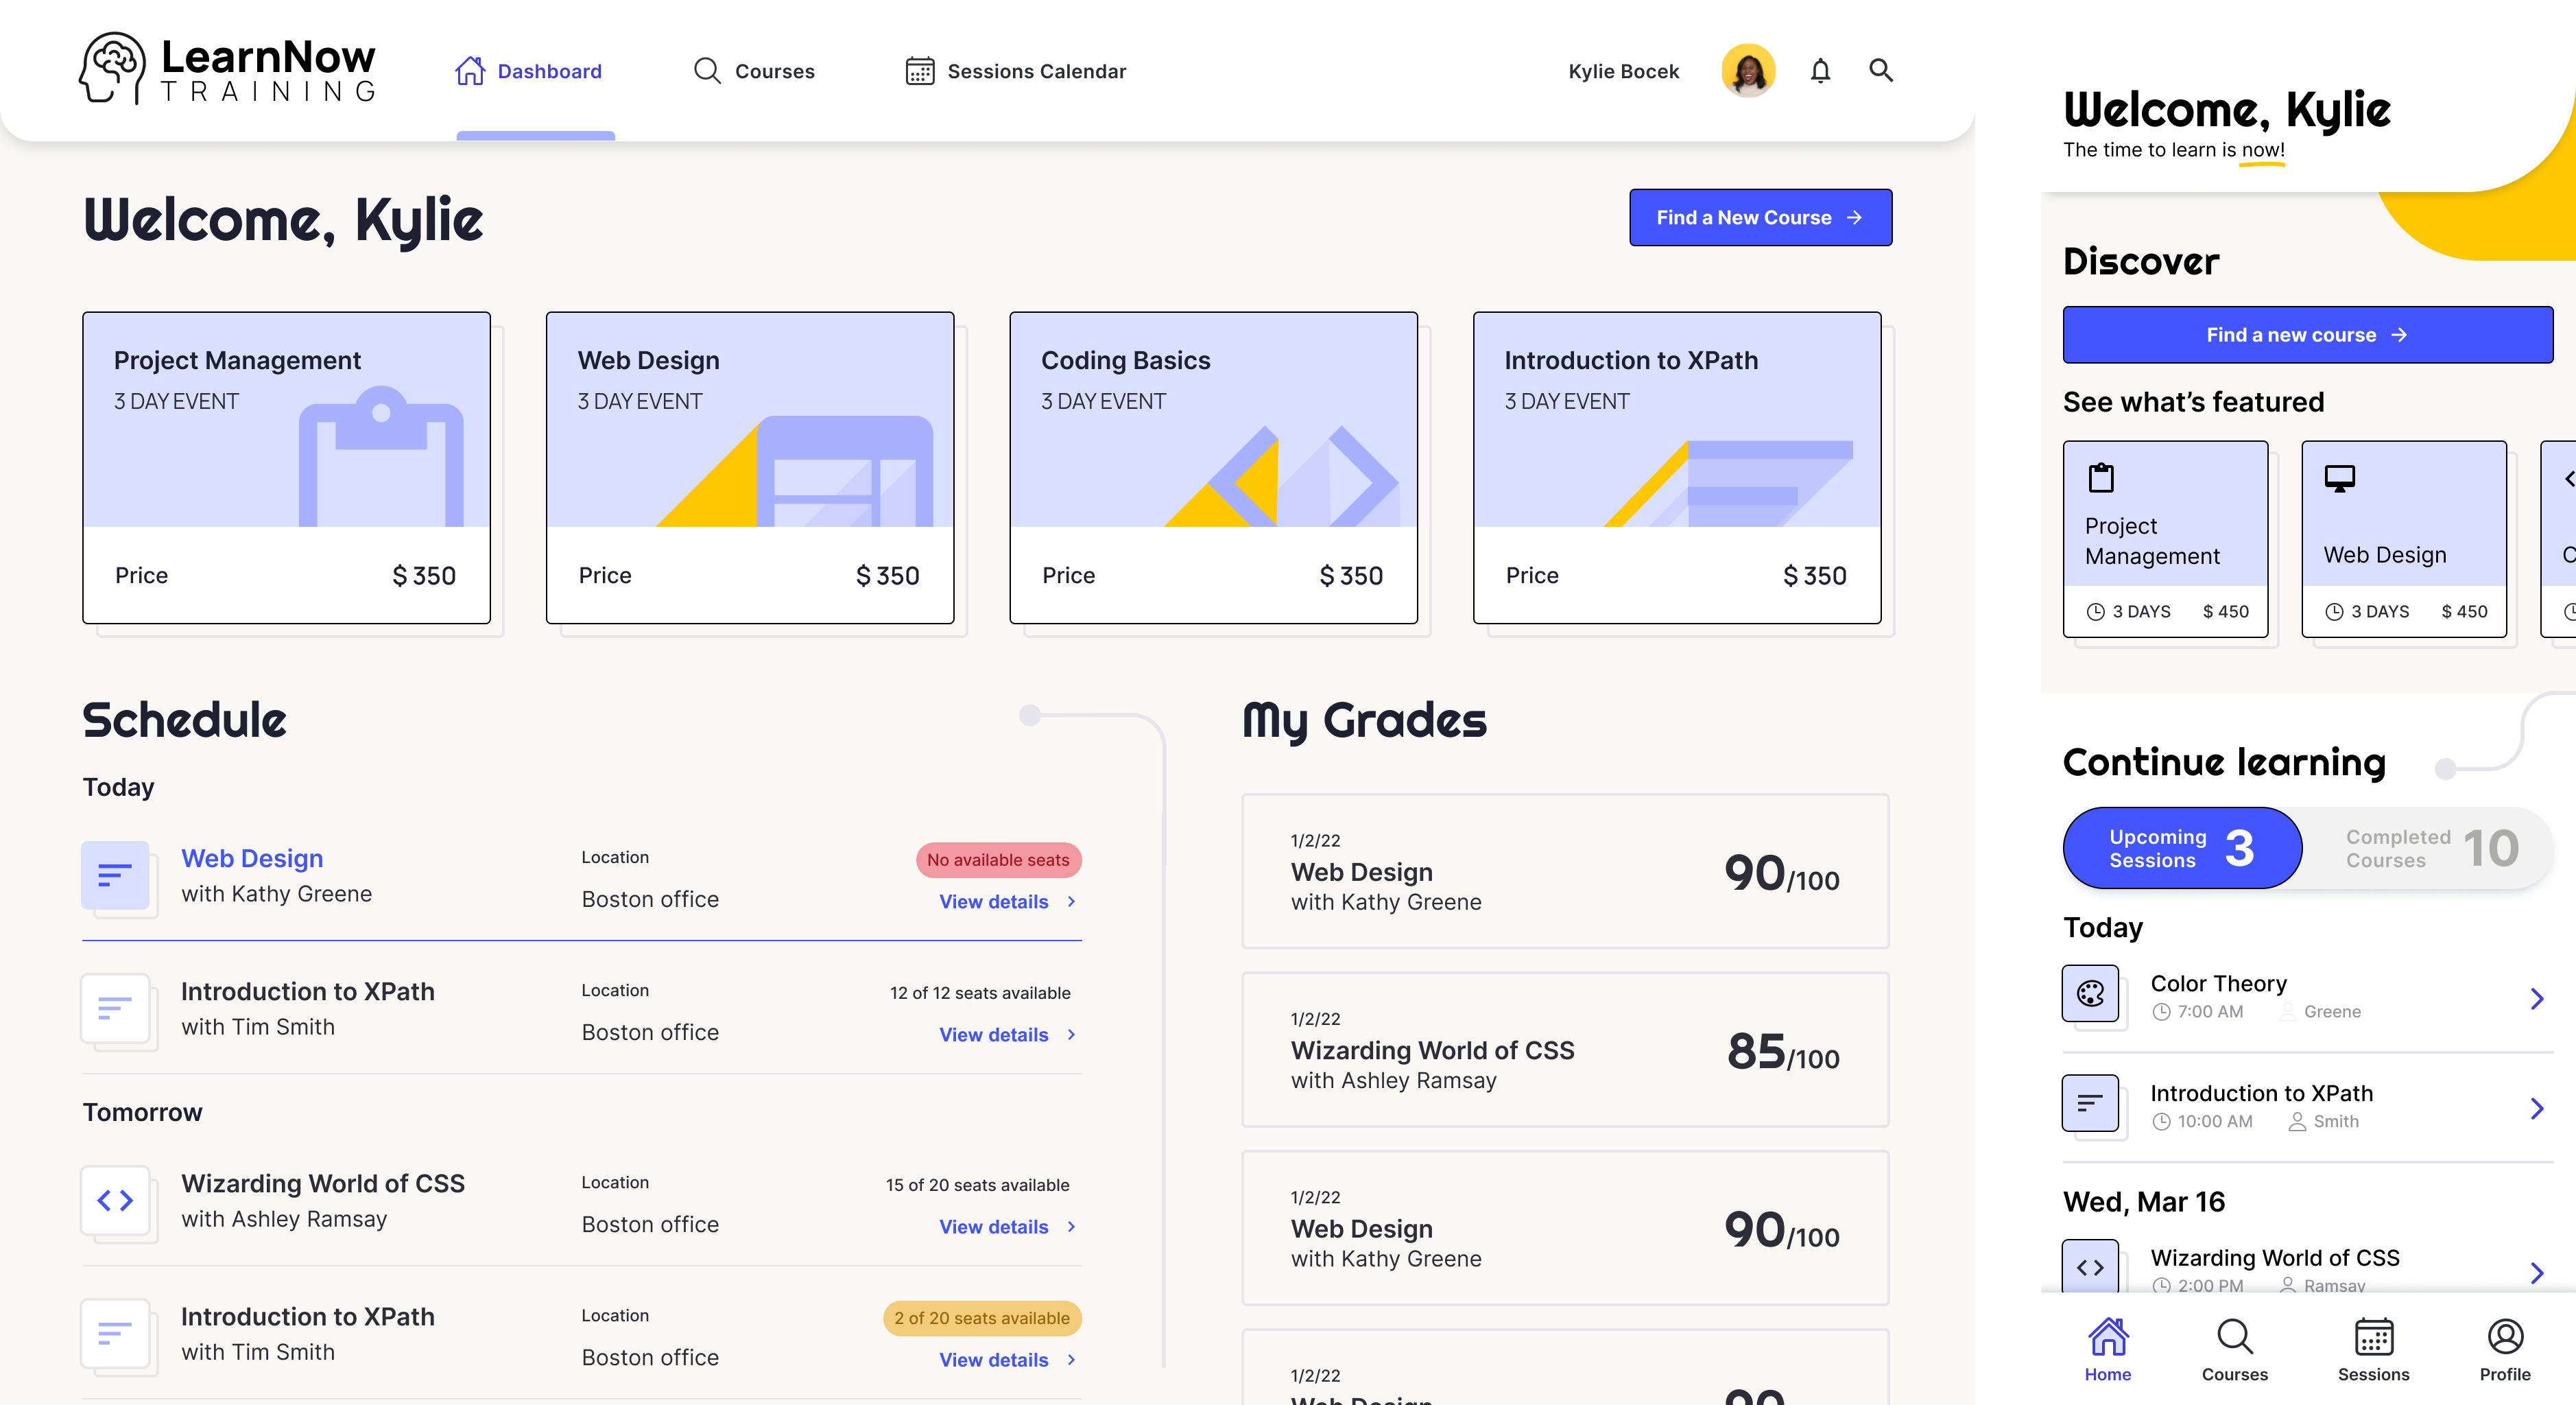 LearnNow
TRAINING
Dashboard
Courses
Sessions Calendar
Kylie Bocek
Welcome, Kylie
Find a New Course
Project Management
3 DAY EVENT
Price
$ 350
Web Design
3 DAY EVENT
Price
$ 350
Coding Basics
3 DAY EVENT
Price
$ 350
Introduction to XPath
3 DAY EVENT
Price
$ 350
Schedule
Today
Web Design
with Kathy Greene
Location
Boston office
No available seats
View details
Introduction to XPath
with Tim Smith
Location
Boston office
12 of 12 seats available
View details
Tomorrow
Wizarding World of CSS
with Ashley Ramsay
Location
Boston office
15 of 20 seats available
View details
Introduction to XPath
with Tim Smith
Location
Boston office
2 of 20 seats available
View details
My Grades
1/2/22
Web Design
with Kathy Greene
90/100
1/2/22
Wizarding World of CSS
with Ashley Ramsay
85/100
1/2/22
Web Design
with Kathy Greene
90/100
1/2/22
Web Design
90
Welcome, Kylie
The time to learn is now!
Discover
Find a new course
See what’s featured
Project
Management
3 DAYS
$ 450
Web Design
3 DAYS
$ 450
C
Continue learning
Upcoming
Sessions
3
Completed
Courses
10
Today
Color Theory
7:00 AM
Greene
Introduction to XPath
10:00 AM
Smith
Wed, Mar 16
Wizarding World of CSS
2:00 PM
Ramsay
Home
Courses
Sessions
Profile